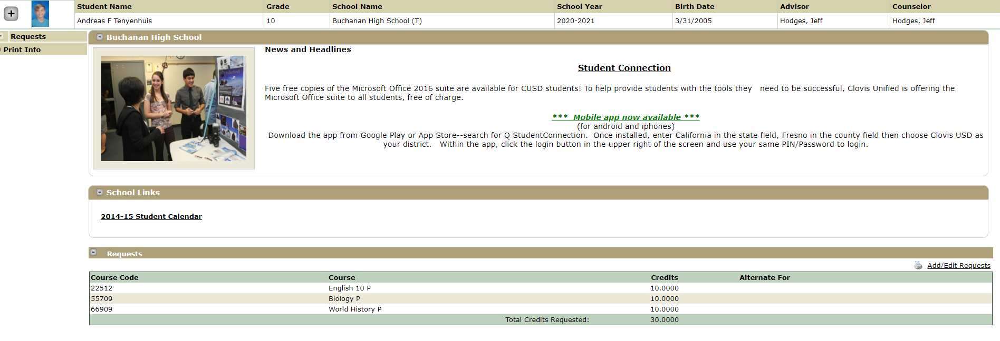 Student Name Grade School Name School Year Birth Date Advisor Counselor
Andreas F Tenyenhuis 10 Buchanan High School (T) 2020-2021 3/31/2005 Hodges, Jeff Hodges, Jeff
Requests
Print Info
Buchanan High School
News and Headlines
Student Connection
Five free copies of the Microsoft Office 2016 suite are available for CUSD students! To help provide students with the tools they need to be successful, Clovis Unified is offering the
Microsoft Office suite to all students, free of charge.
*** Mobile app now available ***
(for android and iphones)
Download the app from Google Play or App Store--search for Q StudentConnection. Once installed, enter California in the state field, Fresno in the county field then choose Clovis USD as
your district. Within the app, click the login button in the upper right of the screen and use your same PIN/Password to login.
School Links
2014-15 Student Calendar
Requests
Add/Edit Requests
Course Code Course Credits Alternate For
22512 English 10 P 10.0000
55709 Biology P 10.0000
66909 World History P 10.0000
Total Credits Requested: 30.0000